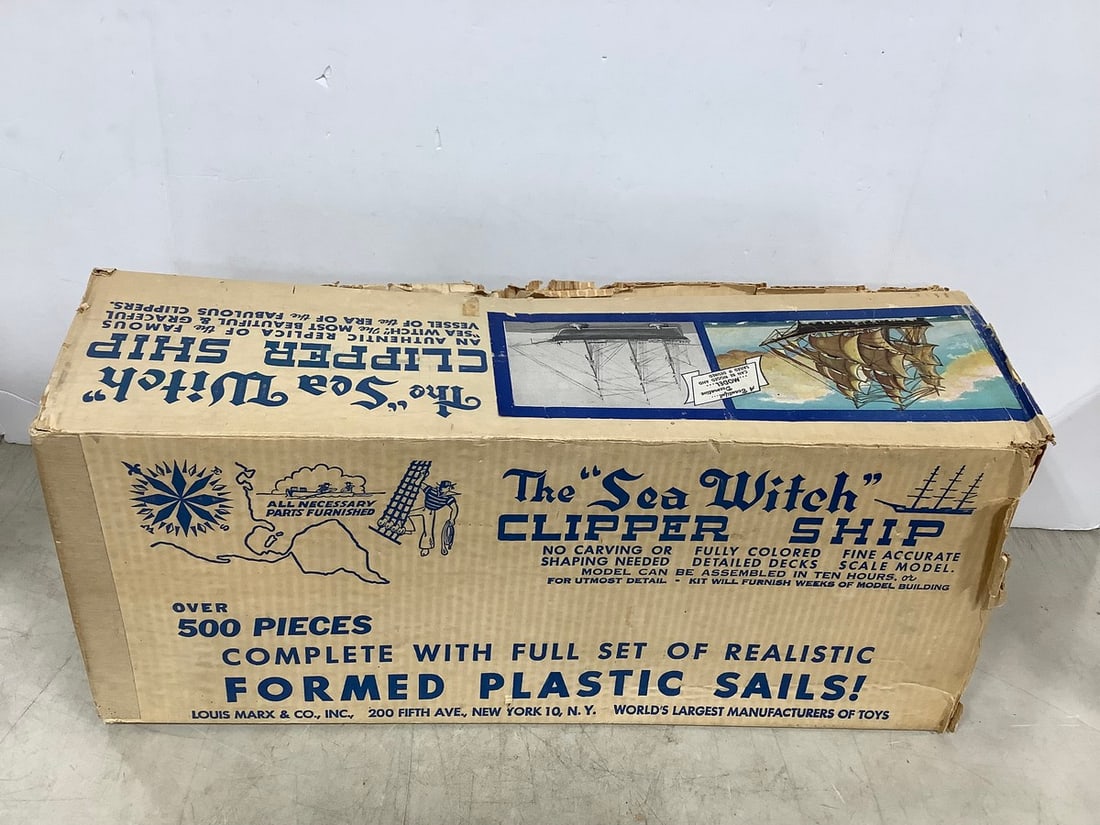 The "Sea Witch"
CLIPPER SHIP
AN AUTHENTIC REPLICA OF the FAMOUS
"SEA WITCH". The MOST BEAUTIFUL & GRACEFUL
VESSEL OF the ERA OF the FABULOUS CLIPPERS.
A Beautiful
Decorative
MODEL...
ALL NECESSARY
PARTS FURNISHED
The "Sea Witch"
CLIPPER SHIP
NO CARVING OR FULLY COLORED FINE ACCURATE
SHAPING NEEDED DETAILED DECKS SCALE MODEL.
MODEL CAN BE ASSEMBLED IN TEN HOURS, or
FOR UTMOST DETAIL - KIT WILL FURNISH WEEKS OF MODEL BUILDING
OVER
500 PIECES
COMPLETE WITH FULL SET OF REALISTIC
FORMED PLASTIC SAILS!
LOUIS MARX & CO., INC., 200 FIFTH AVE., NEW YORK 10, N.Y. WORLD'S LARGEST MANUFACTURERS OF TOYS